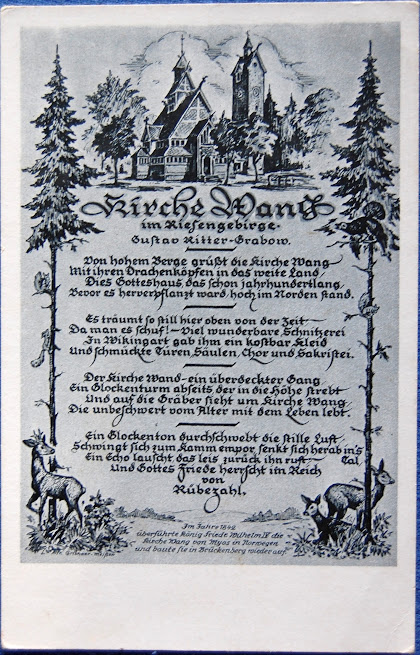 Kirche Wang
im Riesengebirge
Gustav Ritter-Grabow.
Von hohem Berge grüßt die Kirche Wang
Mit ihren Drachenköpfen in das weite Land
Dies Gotteshaus, das schon jahrhundertlang
Bevor es herverpflanzt ward, hoch im Norden stand.
Es träumt so still hier oben von der Zeit
Da man es schuf! – Viel wunderbare Schnitzerei
In Wikingart gab ihm ein kostbar Kleid
Und schmückte Türen, Säulen, Chor und Sakristei.
Der Kirche Wand - ein überdeckter Gang
Ein Glockenturm abseits der in die Höhe strebt
Und auf die Gräber sieht um Kirche Wang
Die unbeschwert vom Alter mit dem Leben lebt.
Ein Glockenton durchschwebt die stille Luft
Schwingt sich zum Kamm empor, senkt sich herab in's
Ein Echo lauscht das leis zurück ihn ruft Tal,
Und Gottes Friede herrscht im Reich
von
Rübezahl.
Im Jahre 1842
überführte König Friede Wilhelm IV die
Kirche Wang von Myos in Norwegen
und baute sie in Brückenberg wieder auf.